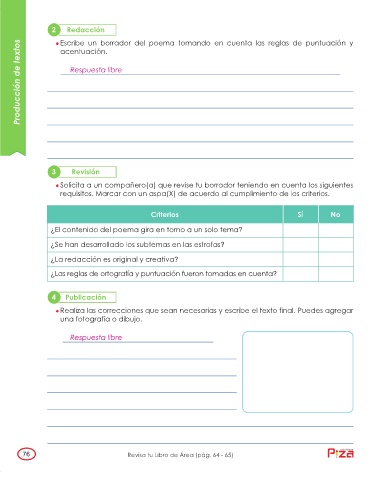 Producción de textos
2 Redacción
Escribe un borrador del poema tomando en cuenta las reglas de puntuación y
acentuación.
Respuesta libre
3 Revisión
Solicita a un compañero(a) que revise tu borrador teniendo en cuenta los siguientes
requisitos. Marcar con un aspa(X) de acuerdo al cumplimiento de los criterios.
Criterios Sí No
¿El contenido del poema gira en torno a un solo tema?
¿Se han desarrollado los subtemas en las estrofas?
¿La redacción es original y creativa?
¿Las reglas de ortografía y puntuación fueron tomadas en cuenta?
4 Publicación
Realiza las correcciones que sean necesarias y escribe el texto final. Puedes agregar
una fotografía o dibujo.
Respuesta libre
76 Revisa tu Libro de Área (pág. 64 - 65)